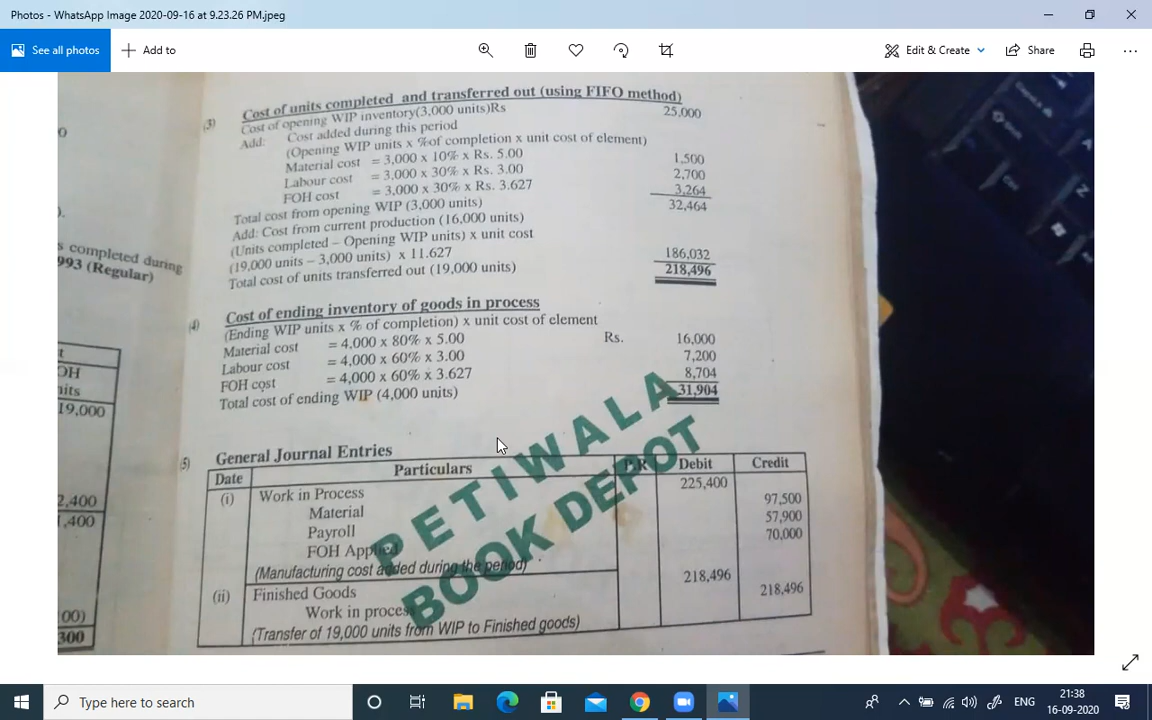 Photos - WhatsApp Image 2020-09-16 at 9.23.26 PM.jpeg
See all photos
Add to
Edit & Create
Share
s completed during
993 (Regular)
OH
19,000
2,400
1,400
00)
300
(3) Cost of units completed and transferred out (using FIFO method)
Cost of opening WIP inventory(3,000 units)Rs 25,000
Add: Cost added during this period
(Opening WIP units x %of completion x unit cost of element)
Material cost = 3,000 x 10% x Rs. 5.00 1,500
Labour cost = 3,000 x 30% x Rs. 3.00 2,700
FOH cost = 3,000 x 30% x Rs. 3.627 3,264
Total cost from opening WIP (3,000 units) 32,464
Add: Cost from current production (16,000 units)
(Units completed – Opening WIP units) x unit cost
(19,000 units – 3,000 units) x 11.627 186,032
Total cost of units transferred out (19,000 units) 218,496
(4) Cost of ending inventory of goods in process
(Ending WIP units x % of completion) x unit cost of element
Material cost = 4,000 x 80% x 5.00 Rs. 16,000
Labour cost = 4,000 x 60% x 3.00 7,200
FOH cost = 4,000 x 60% x 3.627 8,704
Total cost of ending WIP (4,000 units) 31,904
(5) General Journal Entries
Date Particulars P.R Debit Credit
(i) Work in Process 225,400
Material 97,500
Payroll 57,900
FOH Applied 70,000
(Manufacturing cost added during the period)
(ii) Finished Goods 218,496
Work in process 218,496
(Transfer of 19,000 units from WIP to Finished goods)
PETIWALA
BOOK DEPOT
Type here to search
ENG
21:38
16-09-2020